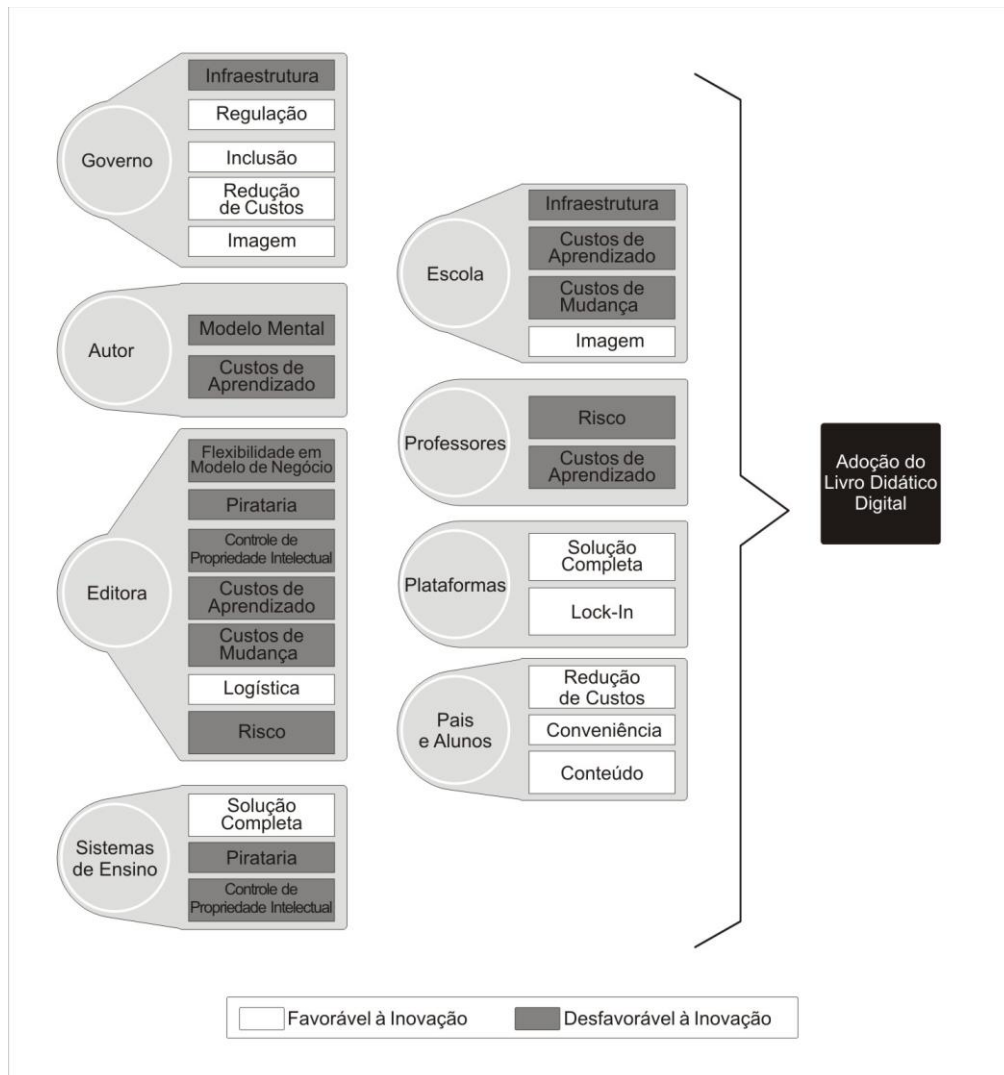 Governo
Infraestrutura
Regulação
Inclusão
Redução
de Custos
Imagem
Autor
Modelo Mental
Custos de
Aprendizado
Editora
Flexibilidade em
Modelo de Negócio
Pirataria
Controle de
Propriedade Intelectual
Custos de
Aprendizado
Custos de
Mudança
Logística
Risco
Sistemas
de Ensino
Solução
Completa
Pirataria
Controle de
Propriedade Intelectual
Escola
Infraestrutura
Custos de
Aprendizado
Custos de
Mudança
Imagem
Professores
Risco
Custos de
Aprendizado
Plataformas
Solução
Completa
Lock-In
Pais
e Alunos
Redução
de Custos
Conveniência
Conteúdo
Adoção do
Livro Didático
Digital
Favorável à Inovação
Desfavorável à Inovação